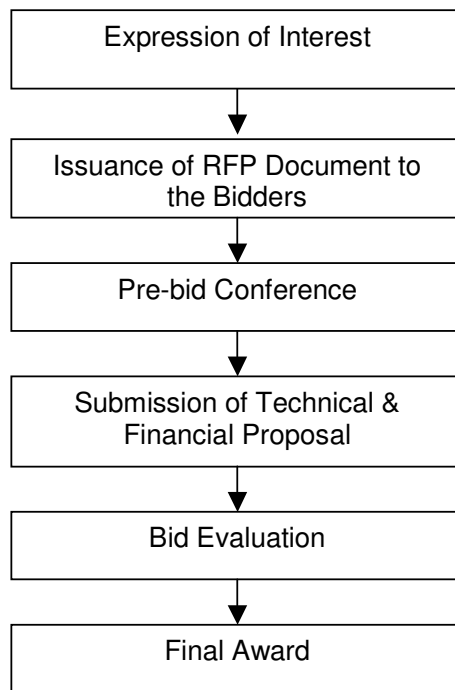 Expression of Interest
Issuance of RFP Document to
the Bidders
Pre-bid Conference
Submission of Technical &
Financial Proposal
Bid Evaluation
Final Award